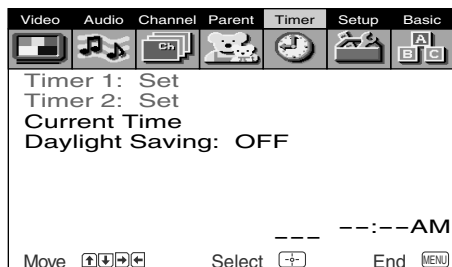 Video Audio Channel Parent Timer Setup Basic
Ch A B C
Timer 1: Set
Timer 2: Set
Current Time
Daylight Saving: OFF
___ --:--AM
Move Select End MENU